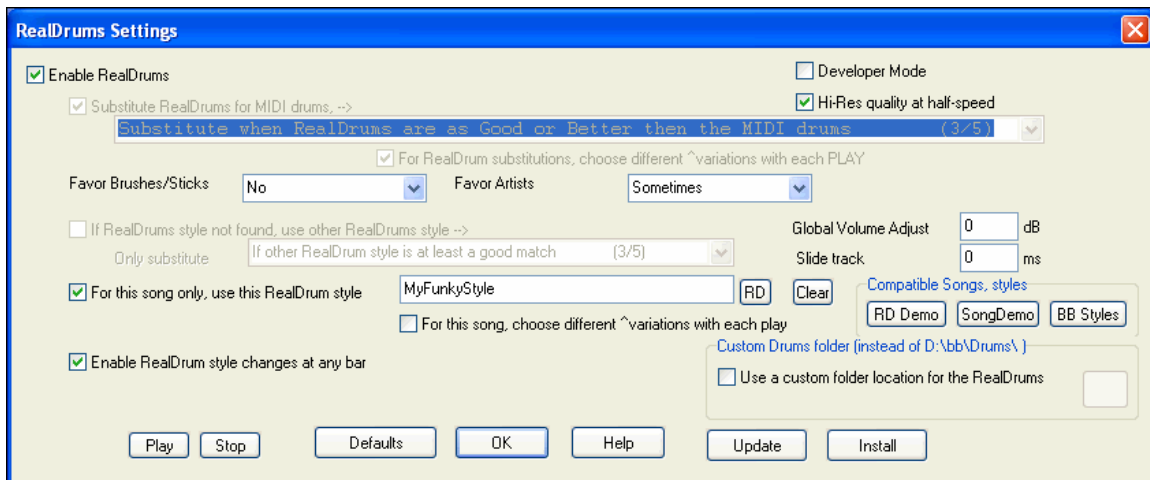 RealDrums Settings
Enable RealDrums
Developer Mode
Substitute RealDrums for MIDI drums, -->
Hi-Res quality at half-speed
Substitute when RealDrums are as Good or Better then the MIDI drums (3/5)
For RealDrum substitutions, choose different ^variations with each PLAY
Favor Brushes/Sticks
No
Favor Artists
Sometimes
If RealDrums style not found, use other RealDrums style -->
Global Volume Adjust
0
dB
Only substitute
If other RealDrum style is at least a good match (3/5)
Slide track
0
ms
For this song only, use this RealDrum style
MyFunkyStyle
RD
Clear
Compatible Songs, styles
RD Demo
SongDemo
BB Styles
For this song, choose different ^variations with each play
Enable RealDrum style changes at any bar
Custom Drums folder (instead of D:\bb\Drums\ )
Use a custom folder location for the RealDrums
Play
Stop
Defaults
OK
Help
Update
Install